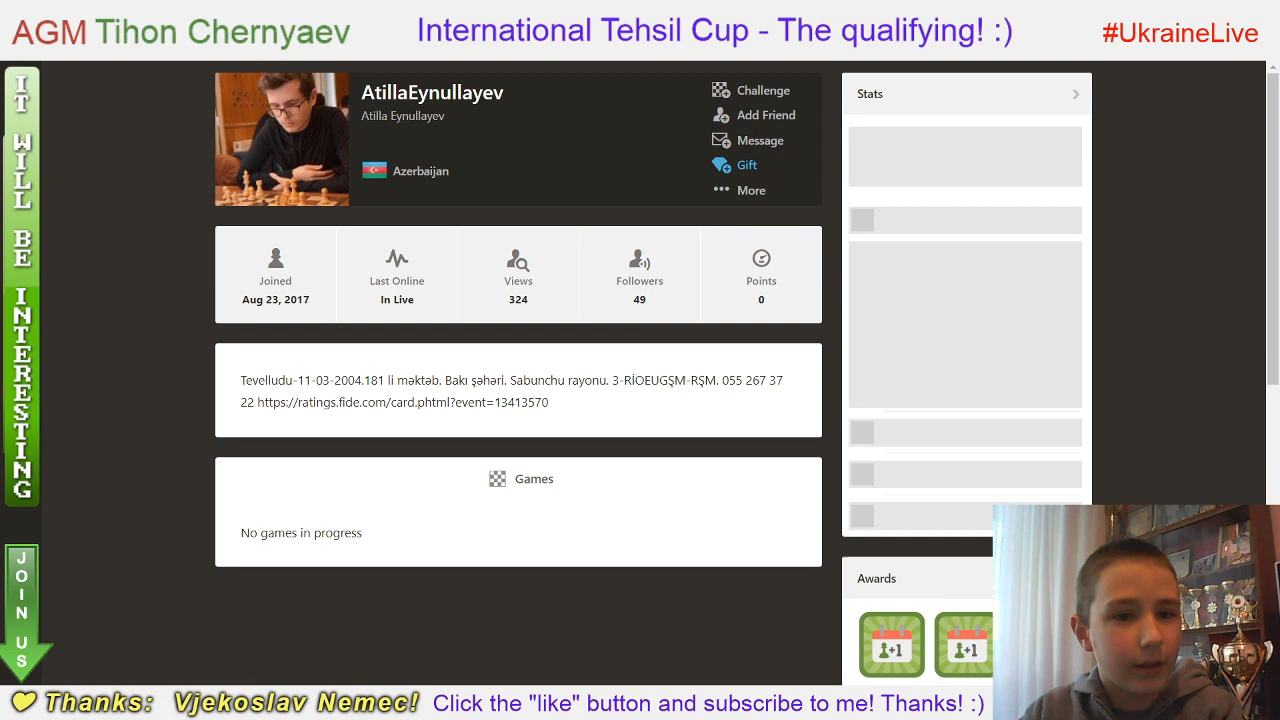 AGM Tihon Chernyaev
International Tehsil Cup - The qualifying! :)
#UkraineLive
IT WILL BE INTERESTING
JOIN US
AtillaEynullayev
Atilla Eynullayev
Azerbaijan
Challenge
Add Friend
Message
Gift
More
Joined
Aug 23, 2017
Last Online
In Live
Views
324
Followers
49
Points
0
Tevelludu-11-03-2004.181 li məktəb. Bakı şəhəri. Sabunchu rayonu. 3-RİOEUGŞM-RŞM. 055 267 37
22 https://ratings.fide.com/card.phtml?event=13413570
Games
No games in progress
Stats
Awards
+1
+1
Thanks: Vjekoslav Nemec!
Click the "like" button and subscribe to me! Thanks! :)